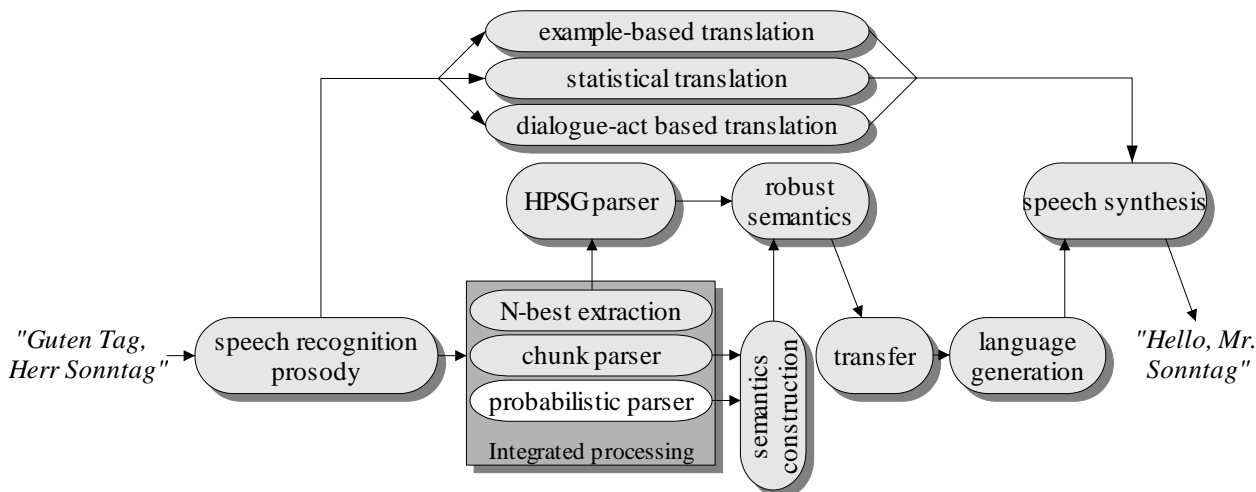 example-based translation
statistical translation
dialogue-act based translation
HPSG parser
robust
semantics
speech synthesis
"Guten Tag,
Herr Sonntag"
speech recognition
prosody
N-best extraction
chunk parser
probabilistic parser
Integrated processing
semantics
construction
transfer
language
generation
"Hello, Mr.
Sonntag"